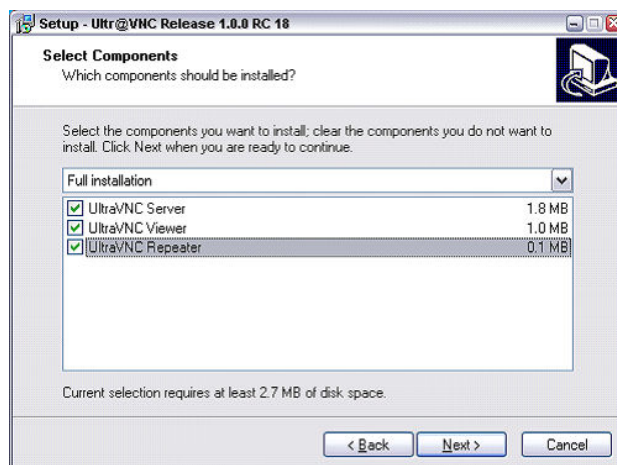 Setup - Ultr@VNC Release 1.0.0 RC 18
Select Components
Which components should be installed?
Select the components you want to install; clear the components you do not want to
install. Click Next when you are ready to continue.
Full installation
UltraVNC Server 1.8 MB
UltraVNC Viewer 1.0 MB
UltraVNC Repeater 0.1 MB
Current selection requires at least 2.7 MB of disk space.
< Back Next > Cancel